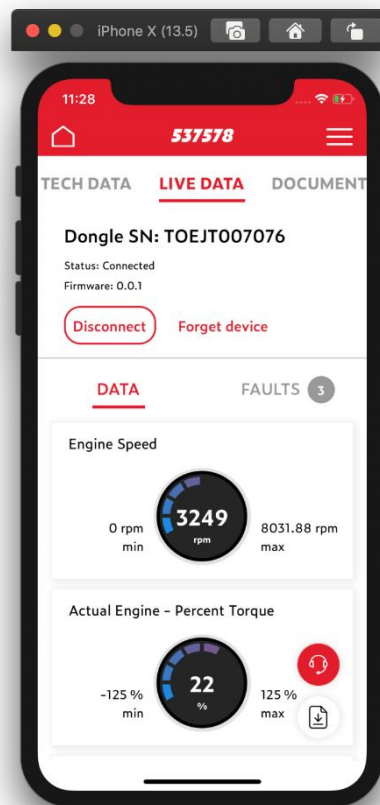 iPhone X (13.5)
11:28
537578
TECH DATA LIVE DATA DOCUMENT
Dongle SN: TOEJT007076
Status: Connected
Firmware: 0.0.1
Disconnect Forget device
DATA FAULTS 3
Engine Speed
3249
rpm
0 rpm
min
8031.88 rpm
max
Actual Engine - Percent Torque
22
%
-125 %
min
125 %
max